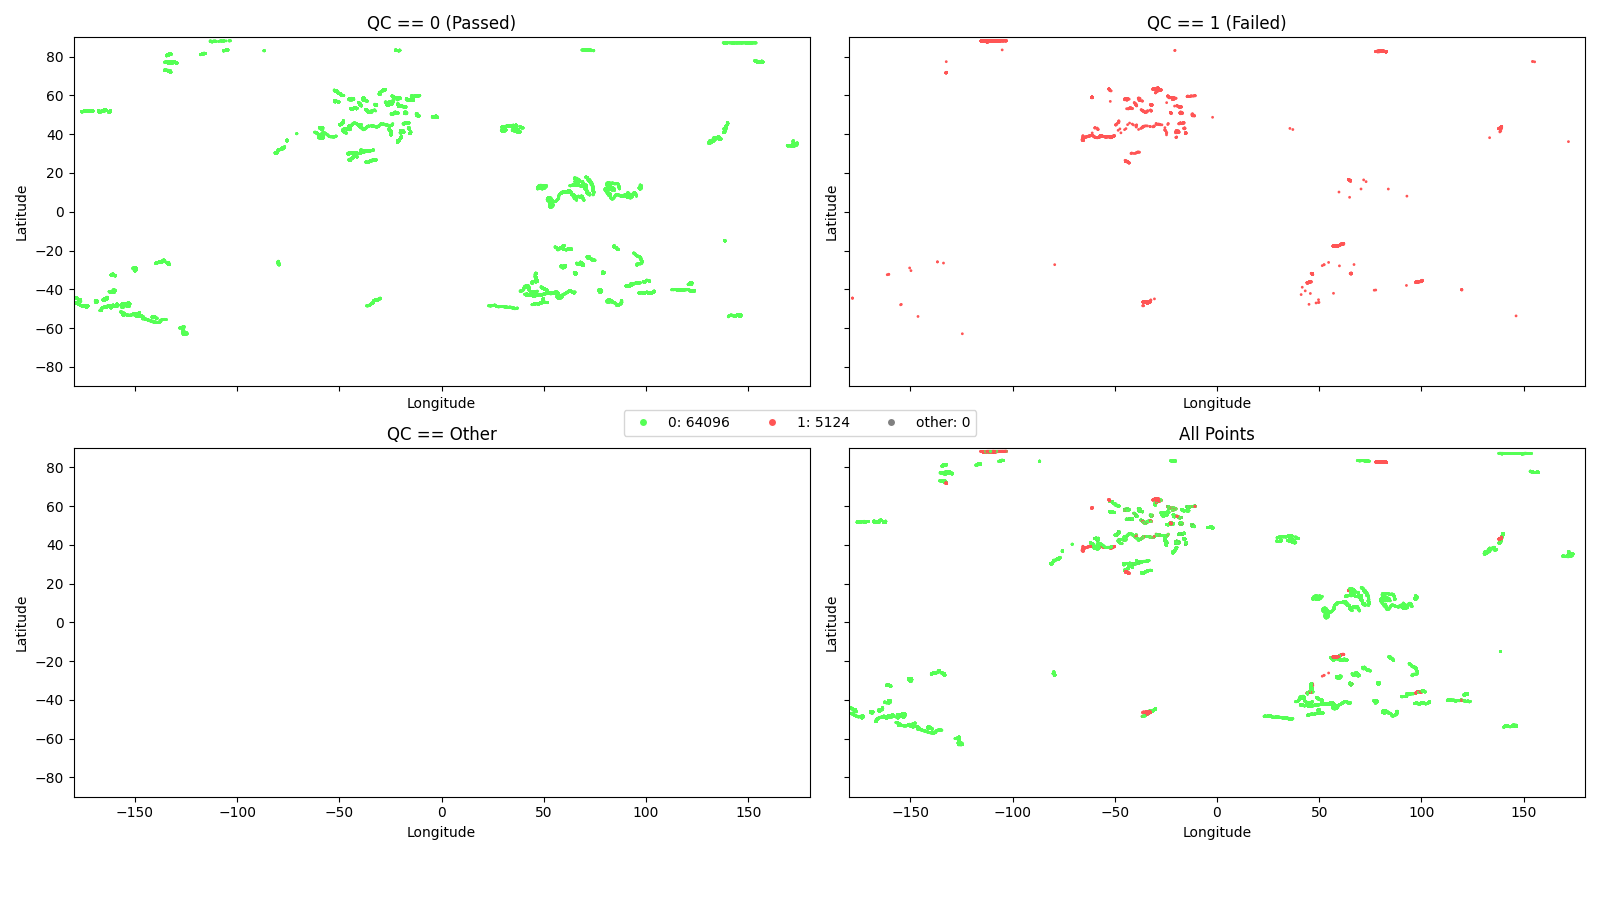 QC == 0 (Passed)
QC == 1 (Failed)
80
60
40
20
0
−20
−40
−60
−80
Latitude
Latitude
Longitude
Longitude
0: 64096
1: 5124
other: 0
QC == Other
All Points
80
60
40
20
0
−20
−40
−60
−80
Latitude
Latitude
−150
−100
−50
0
50
100
150
−150
−100
−50
0
50
100
150
Longitude
Longitude